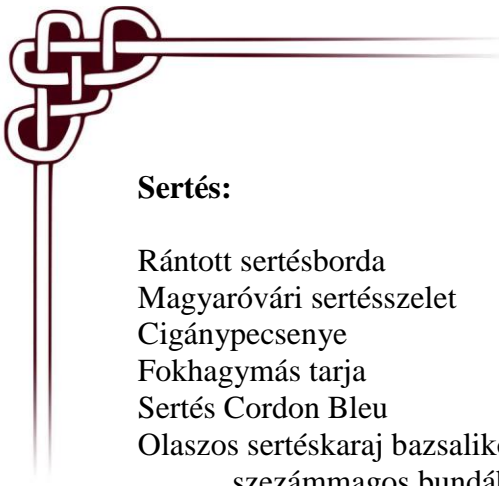 Sertés:
Rántott sertésborda
Magyaróvári sertésszelet
Cigánypecsenye
Fokhagymás tarja
Sertés Cordon Bleu
Olaszos sertéskaraj
szezámmagos